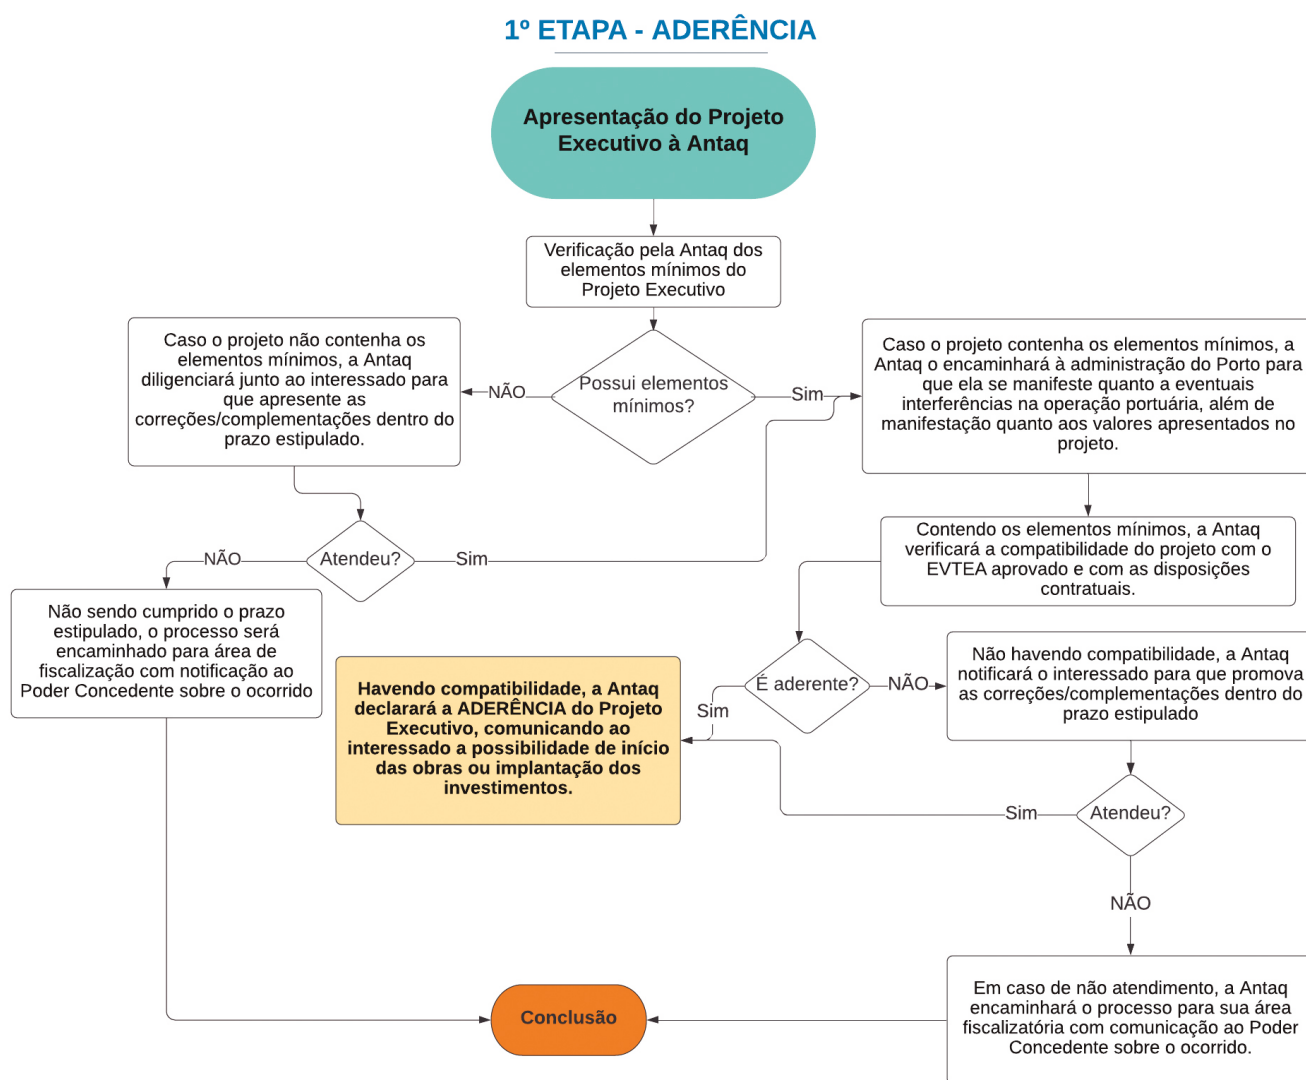 1º ETAPA - ADERÊNCIA
Apresentação do Projeto
Executivo à Antaq
Verificação pela Antaq dos
elementos mínimos do
Projeto Executivo
Possui elementos
mínimos?
NÃO
Sim
Caso o projeto não contenha os
elementos mínimos, a Antaq
diligenciará junto ao interessado para
que apresente as
correções/complementações dentro do
prazo estipulado.
Caso o projeto contenha os elementos mínimos, a
Antaq o encaminhará à administração do Porto para
que ela se manifeste quanto a eventuais
interferências na operação portuária, além de
manifestação quanto aos valores apresentados no
projeto.
Atendeu?
NÃO
Sim
Contendo os elementos mínimos, a Antaq
verificará a compatibilidade do projeto com o
EVTEA aprovado e com as disposições
contratuais.
Não sendo cumprido o prazo
estipulado, o processo será
encaminhado para área de
fiscalização com notificação ao
Poder Concedente sobre o ocorrido
É aderente?
NÃO
Sim
Não havendo compatibilidade, a Antaq
notificará o interessado para que promova
as correções/complementações dentro do
prazo estipulado
Havendo compatibilidade, a Antaq
declarará a ADERÊNCIA do Projeto
Executivo, comunicando ao
interessado a possibilidade de início
das obras ou implantação dos
investimentos.
Atendeu?
Sim
NÃO
Em caso de não atendimento, a Antaq
encaminhará o processo para sua área
fiscalizatória com comunicação ao Poder
Concedente sobre o ocorrido.
Conclusão